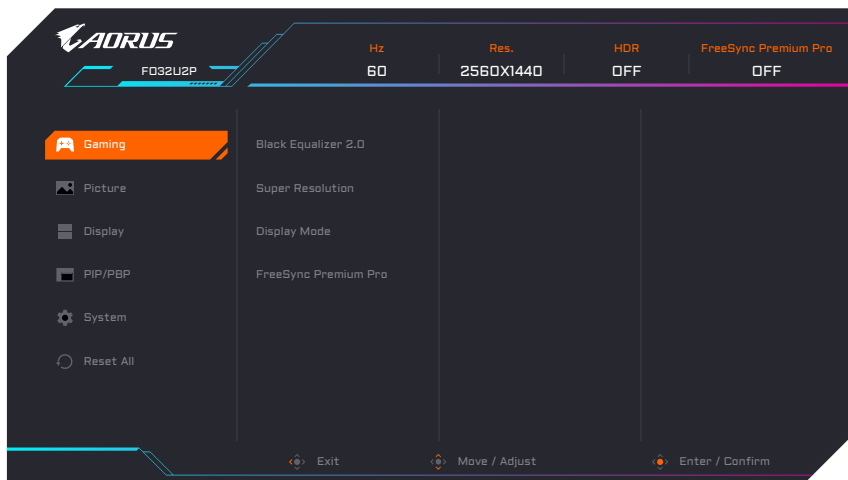 AORUS
FO32U2P
Hz
Res.
HDR
FreeSync Premium Pro
60
2560X1440
OFF
OFF
Gaming
Picture
Display
PIP/PBP
System
Reset All
Black Equalizer 2.0
Super Resolution
Display Mode
FreeSync Premium Pro
Exit
Move / Adjust
Enter / Confirm